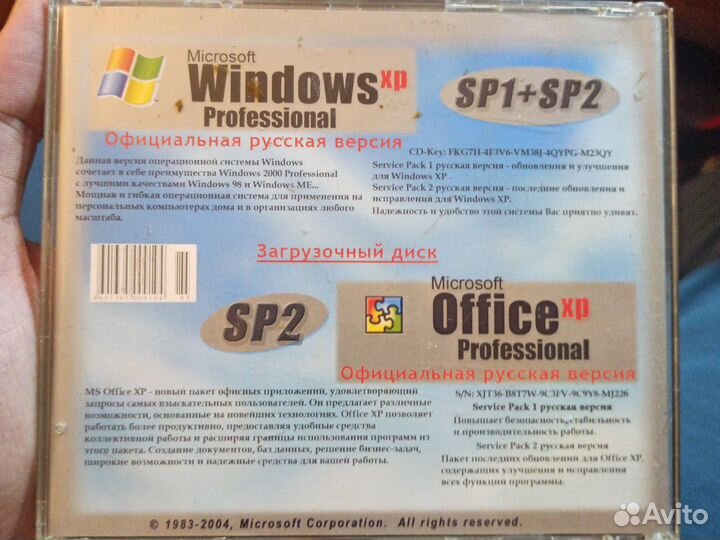 Microsoft
Windows xp
Professional
SP1+SP2
Официальная русская версия
CD-Key: FKG7H-4F3V6-VM38J-4QYPG-M23QY
Данная версия операционной системы Windows
сочетает в себе преимущества Windows 2000 Professional
с лучшими качествами Windows 98 и Windows ME...
Мощная и гибкая операционная система для применения на
персональных компьютерах дома и в организациях любого
масштаба.
Service Pack 1 русская версия - обновления и улучшения
для Windows XP .
Service Pack 2 русская версия - последние обновления и
исправления для Windows XP.
Надежность и удобство этой системы Вас приятно удивят.
Загрузочный диск
SP2
Microsoft
Office xp
Professional
Официальная русская версия
MS Office XP - новый пакет офисных приложений, удовлетворяющий
запросы самых взыскательных пользователей. Он предлагает различные
возможности, основанные на новейших технологиях. Office XP позволяет
работать более продуктивно, предоставляя удобные средства
коллективной работы и расширяя границы использования программ из
этого пакета. Создание документов, баз данных, решение бизнес-задач,
широкие возможности и надежные средства для вашей работы.
S/N: XJT36-B8T7W-9C3FV-9C9Y8-MJ226
Service Pack 1 русская версия
Повышает безопасность, стабильность
и производительность работы.
Service Pack 2 русская версия
Пакет последних обновлений для Office XP,
содержащих улучшения и исправления
всех функций программы.
© 1983-2004, Microsoft Corporation. All rights reserved.
Avito